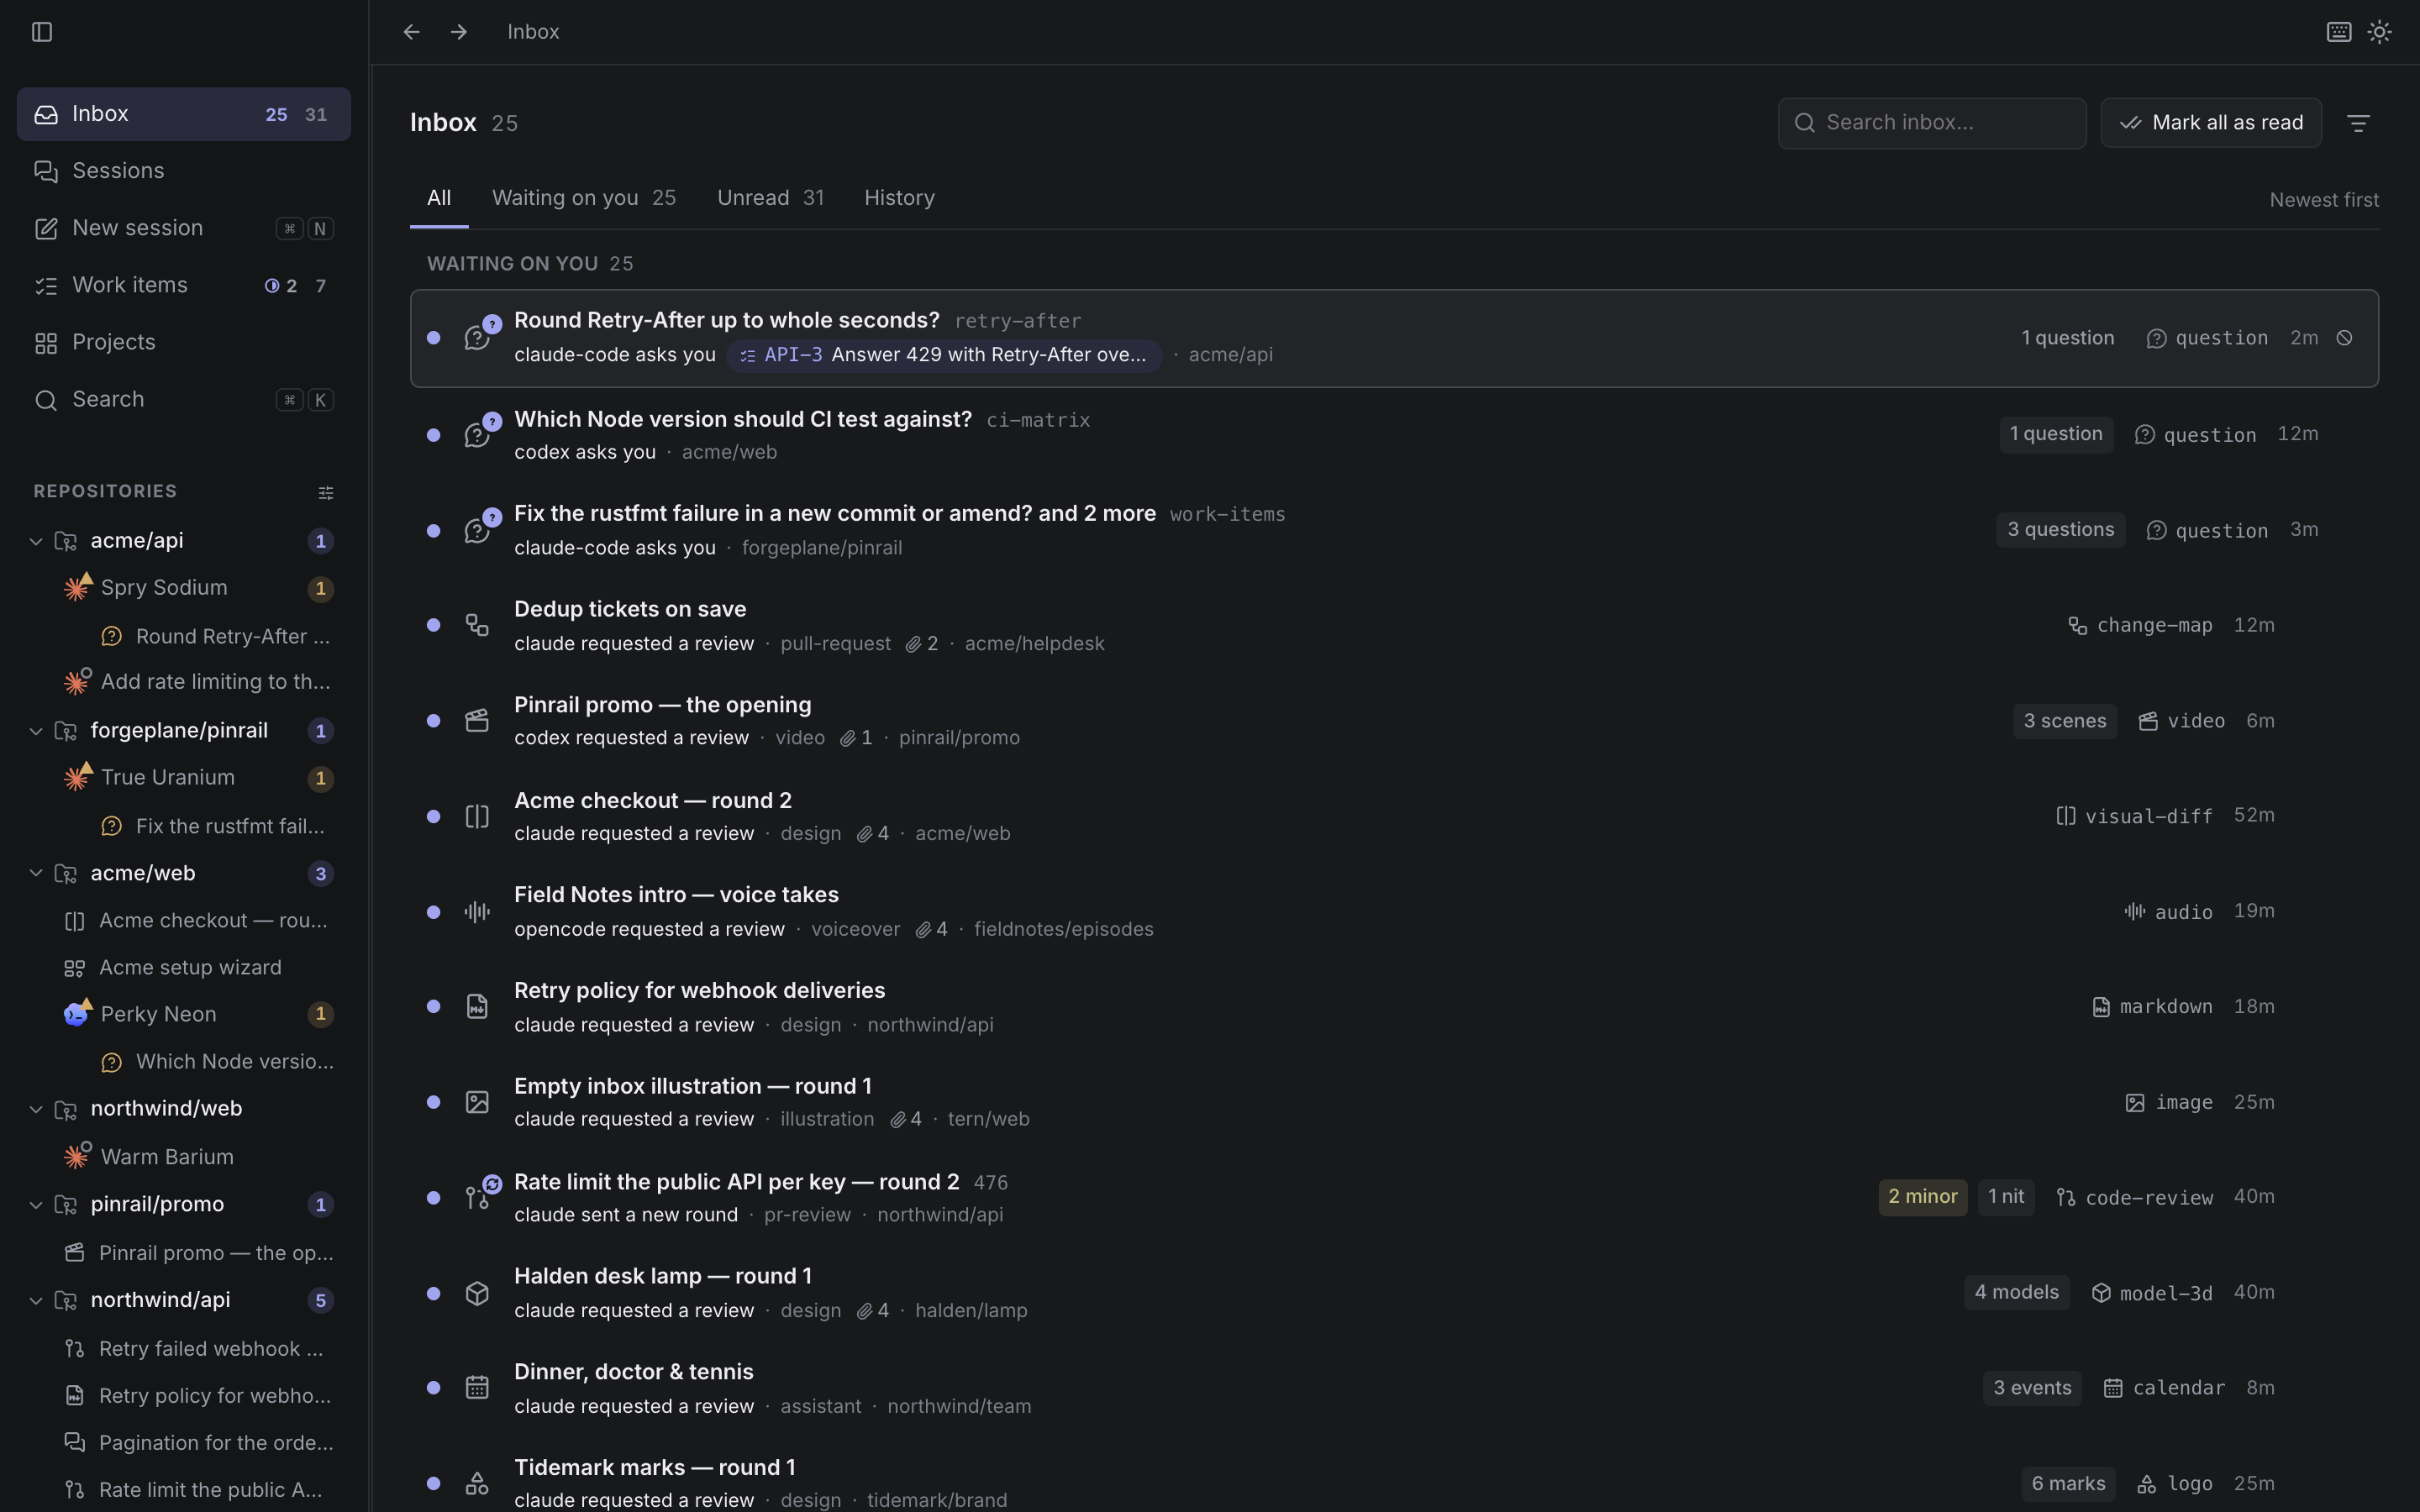 Inbox 25 31
Sessions
New session ⌘ N
Work items 2 7
Projects
Search ⌘ K
REPOSITORIES
acme/api 1
Spry Sodium 1
Round Retry-After ...
Add rate limiting to th...
forgeplane/pinrail 1
True Uranium 1
Fix the rustfmt fail...
acme/web 3
Acme checkout — rou...
Acme setup wizard
Perky Neon 1
Which Node versio...
northwind/web
Warm Barium
pinrail/promo 1
Pinrail promo — the op...
northwind/api 5
Retry failed webhook ...
Retry policy for webho...
Pagination for the orde...
Rate limit the public A...
Inbox
Inbox 25
Search inbox...
Mark all as read
All Waiting on you 25 Unread 31 History
Newest first
WAITING ON YOU 25
Round Retry-After up to whole seconds? retry-after
claude-code asks you API-3 Answer 429 with Retry-After ove... · acme/api
1 question question 2m
Which Node version should CI test against? ci-matrix
codex asks you · acme/web
1 question question 12m
Fix the rustfmt failure in a new commit or amend? and 2 more work-items
claude-code asks you · forgeplane/pinrail
3 questions question 3m
Dedup tickets on save
claude requested a review · pull-request 2 · acme/helpdesk
change-map 12m
Pinrail promo — the opening
codex requested a review · video 1 · pinrail/promo
3 scenes video 6m
Acme checkout — round 2
claude requested a review · design 4 · acme/web
visual-diff 52m
Field Notes intro — voice takes
opencode requested a review · voiceover 4 · fieldnotes/episodes
audio 19m
Retry policy for webhook deliveries
claude requested a review · design · northwind/api
markdown 18m
Empty inbox illustration — round 1
claude requested a review · illustration 4 · tern/web
image 25m
Rate limit the public API per key — round 2 476
claude sent a new round · pr-review · northwind/api
2 minor 1 nit code-review 40m
Halden desk lamp — round 1
claude requested a review · design 4 · halden/lamp
4 models model-3d 40m
Dinner, doctor & tennis
claude requested a review · assistant · northwind/team
3 events calendar 8m
Tidemark marks — round 1
claude requested a review · design · tidemark/brand
6 marks logo 25m